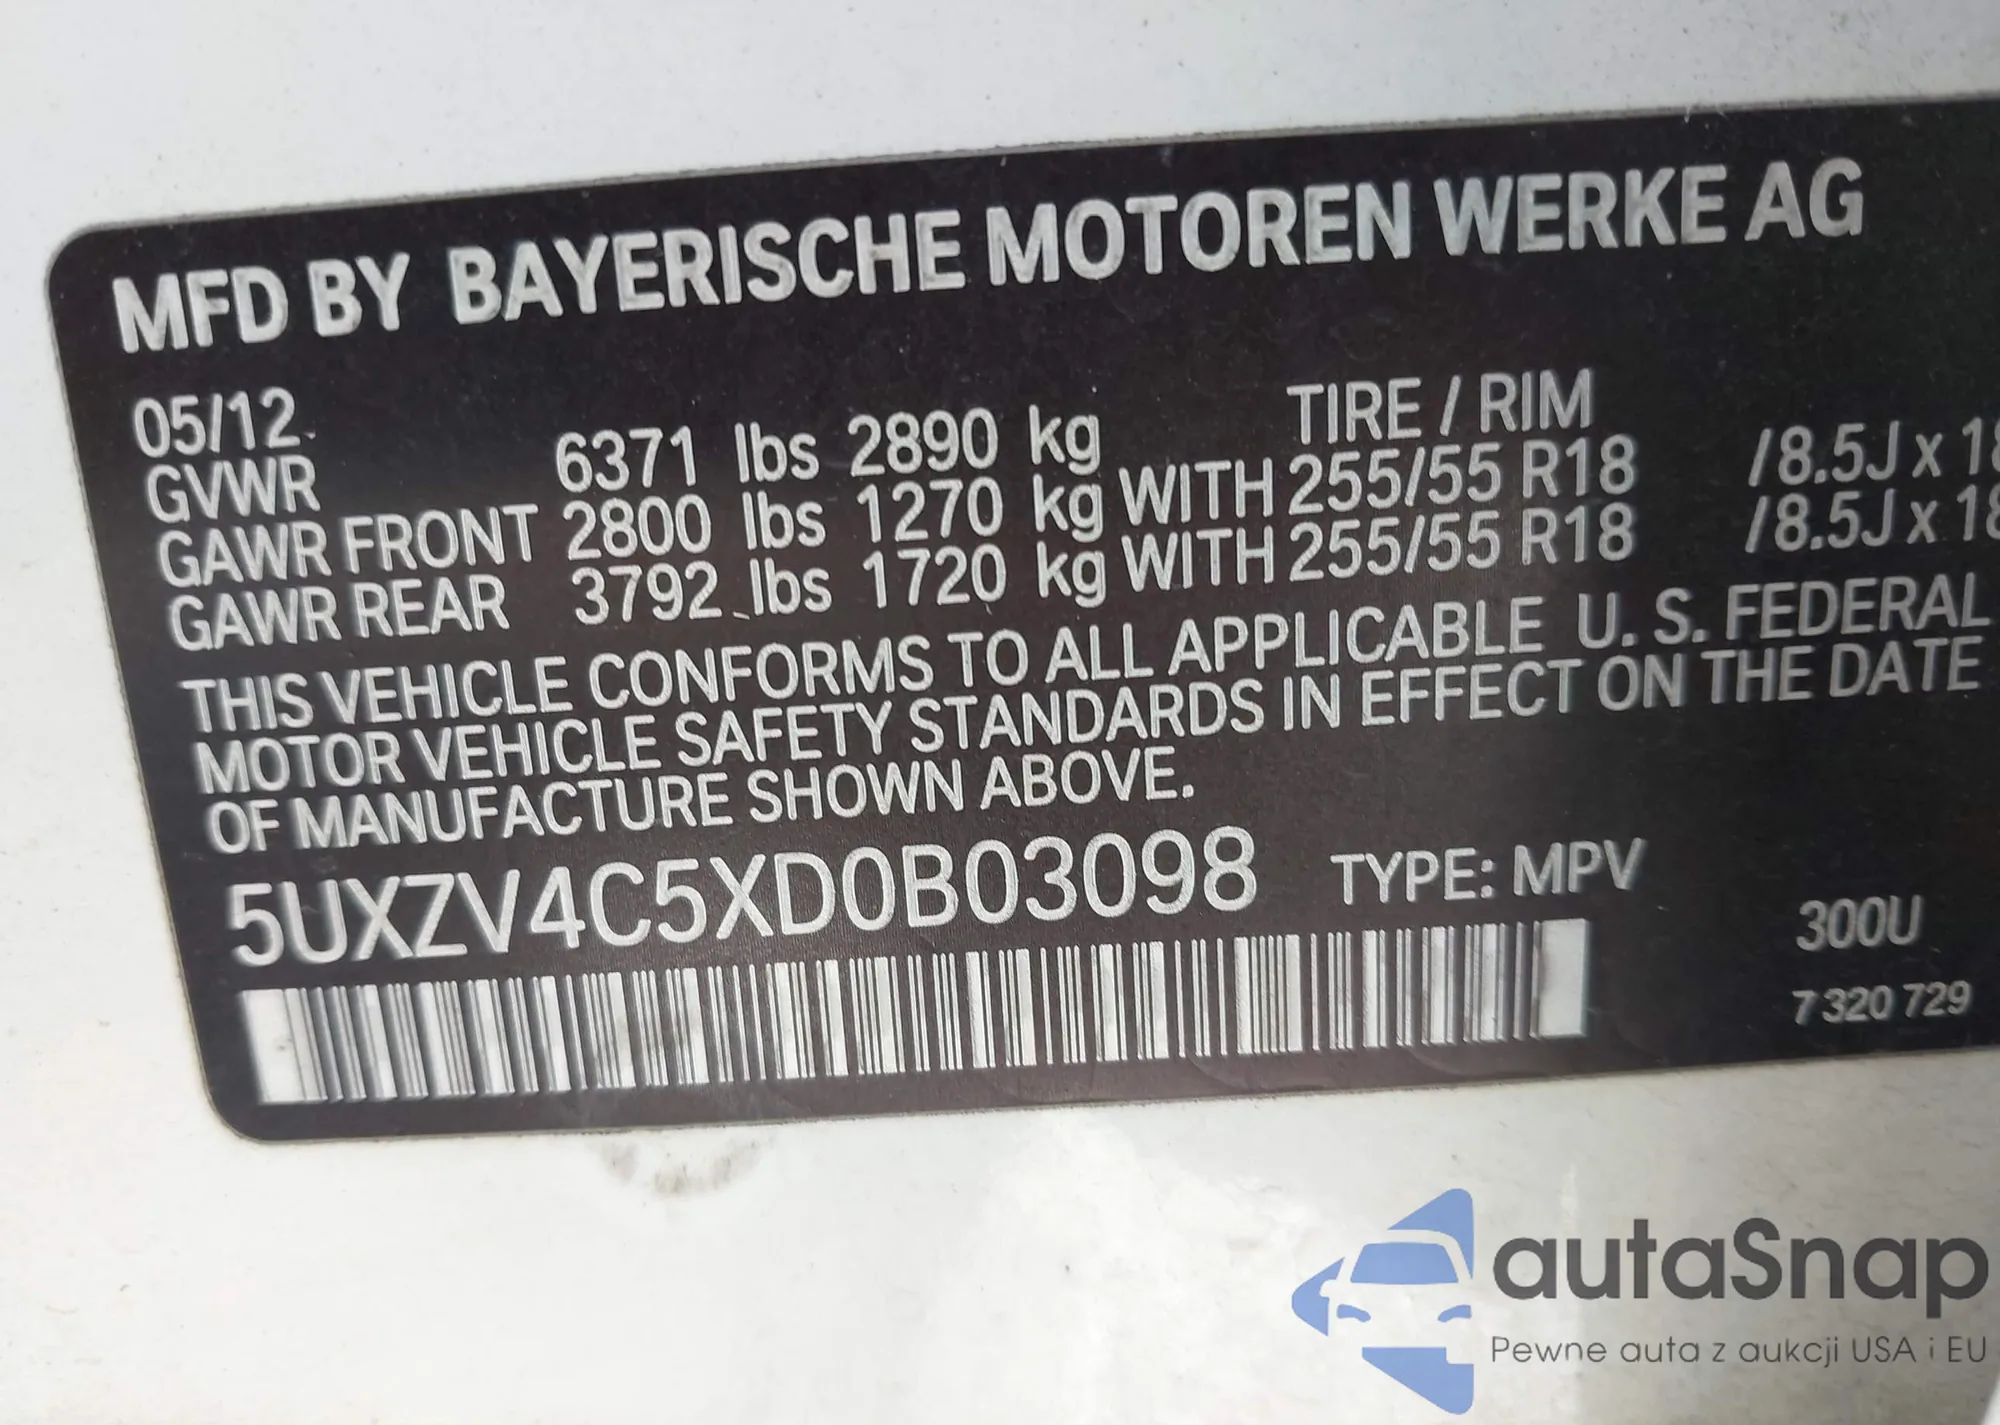 MFD BY BAYERISCHE MOTOREN WERKE AG
05/12 TIRE / RIM
GVWR 6371 lbs 2890 kg
GAWR FRONT 2800 lbs 1270 kg WITH 255/55 R18 /8.5J x 18
GAWR REAR 3792 lbs 1720 kg WITH 255/55 R18 /8.5J x 18
THIS VEHICLE CONFORMS TO ALL APPLICABLE U. S. FEDERAL
MOTOR VEHICLE SAFETY STANDARDS IN EFFECT ON THE DATE
OF MANUFACTURE SHOWN ABOVE.
5UXZV4C5XD0B03098 TYPE: MPV
300U
7 320 729
autaSnap
Pewne auta z aukcji USA i EU